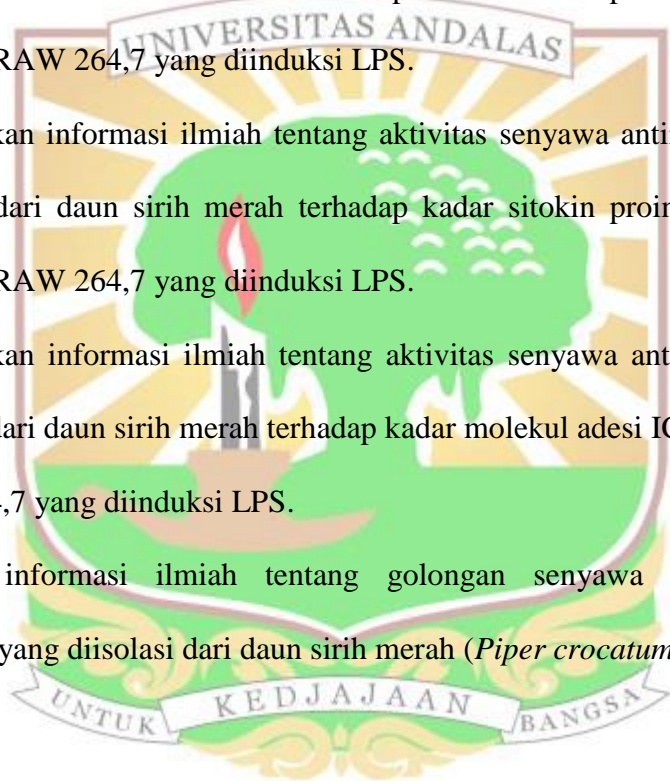 UNIVERSITAS ANDALAS
RAW 264,7 yang diinduksi LPS.
kan informasi ilmiah tentang aktivitas senyawa anti
dari daun sirih merah terhadap kadar sitokin proin
RAW 264,7 yang diinduksi LPS.
kan informasi ilmiah tentang aktivitas senyawa ant
dari daun sirih merah terhadap kadar molekul adesi IC
4,7 yang diinduksi LPS.
informasi ilmiah tentang golongan senyawa
yang diisolasi dari daun sirih merah (Piper crocatum
UNTUK KEDJAJAAN BANGSA